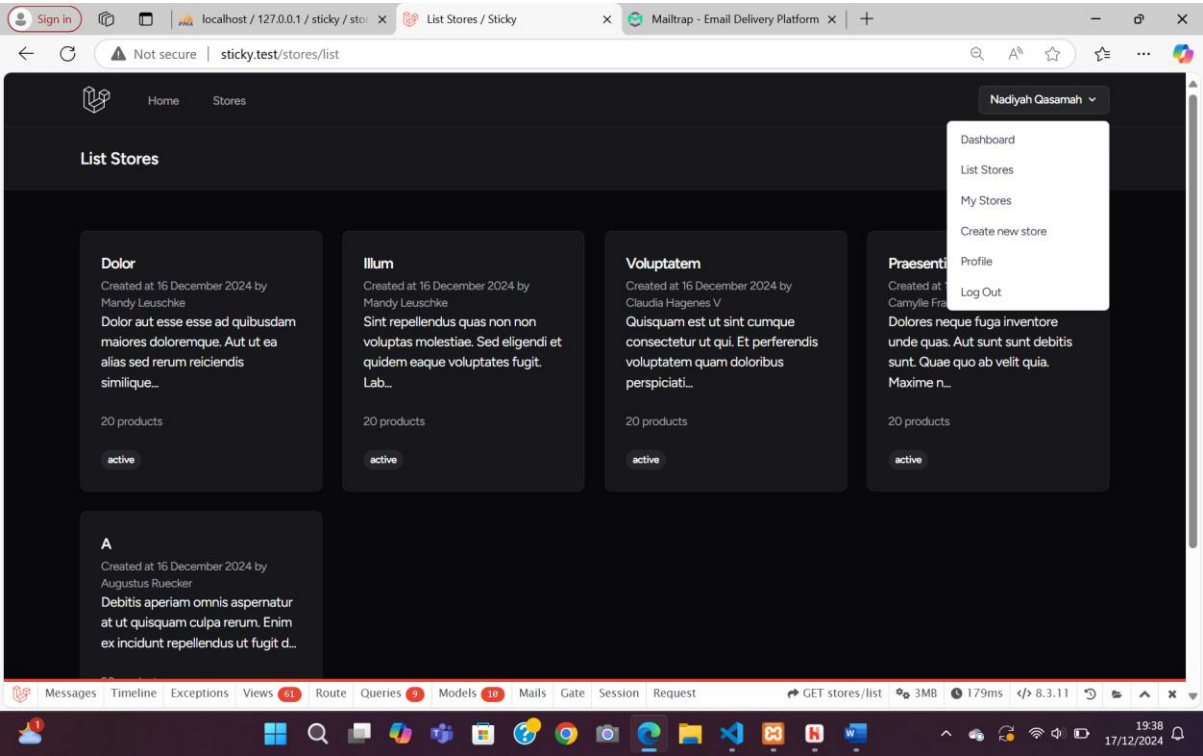 Sign in
localhost / 127.0.0.1 / sticky / stor
List Stores / Sticky
Mailtrap - Email Delivery Platform
Not secure | sticky.test/stores/list
Home Stores
Nadiyah Qasamah
List Stores
Dashboard
List Stores
My Stores
Create new store
Profile
Log Out
Dolor
Created at 16 December 2024 by
Mandy Leuschke
Dolor aut esse esse ad quibusdam
maiores doloremque. Aut ut ea
alias sed rerum reiciendis
similique...
20 products
active
Illum
Created at 16 December 2024 by
Mandy Leuschke
Sint repellendus quas non non
voluptas molestiae. Sed eligendi et
quidem eaque voluptates fugit.
Lab...
20 products
active
Voluptatem
Created at 16 December 2024 by
Claudia Hagenes V
Quisquam est ut sint cumque
consectetur ut qui. Et perferendis
voluptatem quam doloribus
perspiciati...
20 products
active
Praesenti
Created at
Camylle Fra
Dolores neque fuga inventore
unde quas. Aut sunt sunt debitis
sunt. Quae quo ab velit quia.
Maxime n...
20 products
active
A
Created at 16 December 2024 by
Augustus Ruecker
Debitis aperiam omnis aspernatur
at ut quisquam culpa rerum. Enim
ex incidunt repellendus ut fugit d...
Messages Timeline Exceptions Views 61 Route Queries 9 Models 10 Mails Gate Session Request GET stores/list 3MB 179ms 8.3.11
19:38
17/12/2024